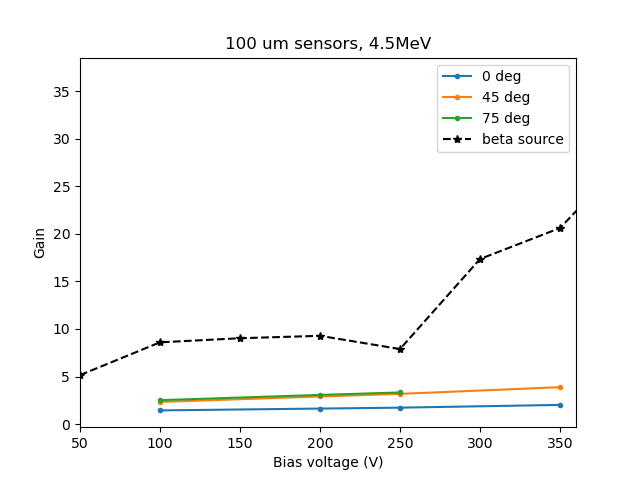 100 um sensors, 4.5MeV
0 deg
45 deg
75 deg
beta source
Gain
35
30
25
20
15
10
5
0
50 100 150 200 250 300 350
Bias voltage (V)